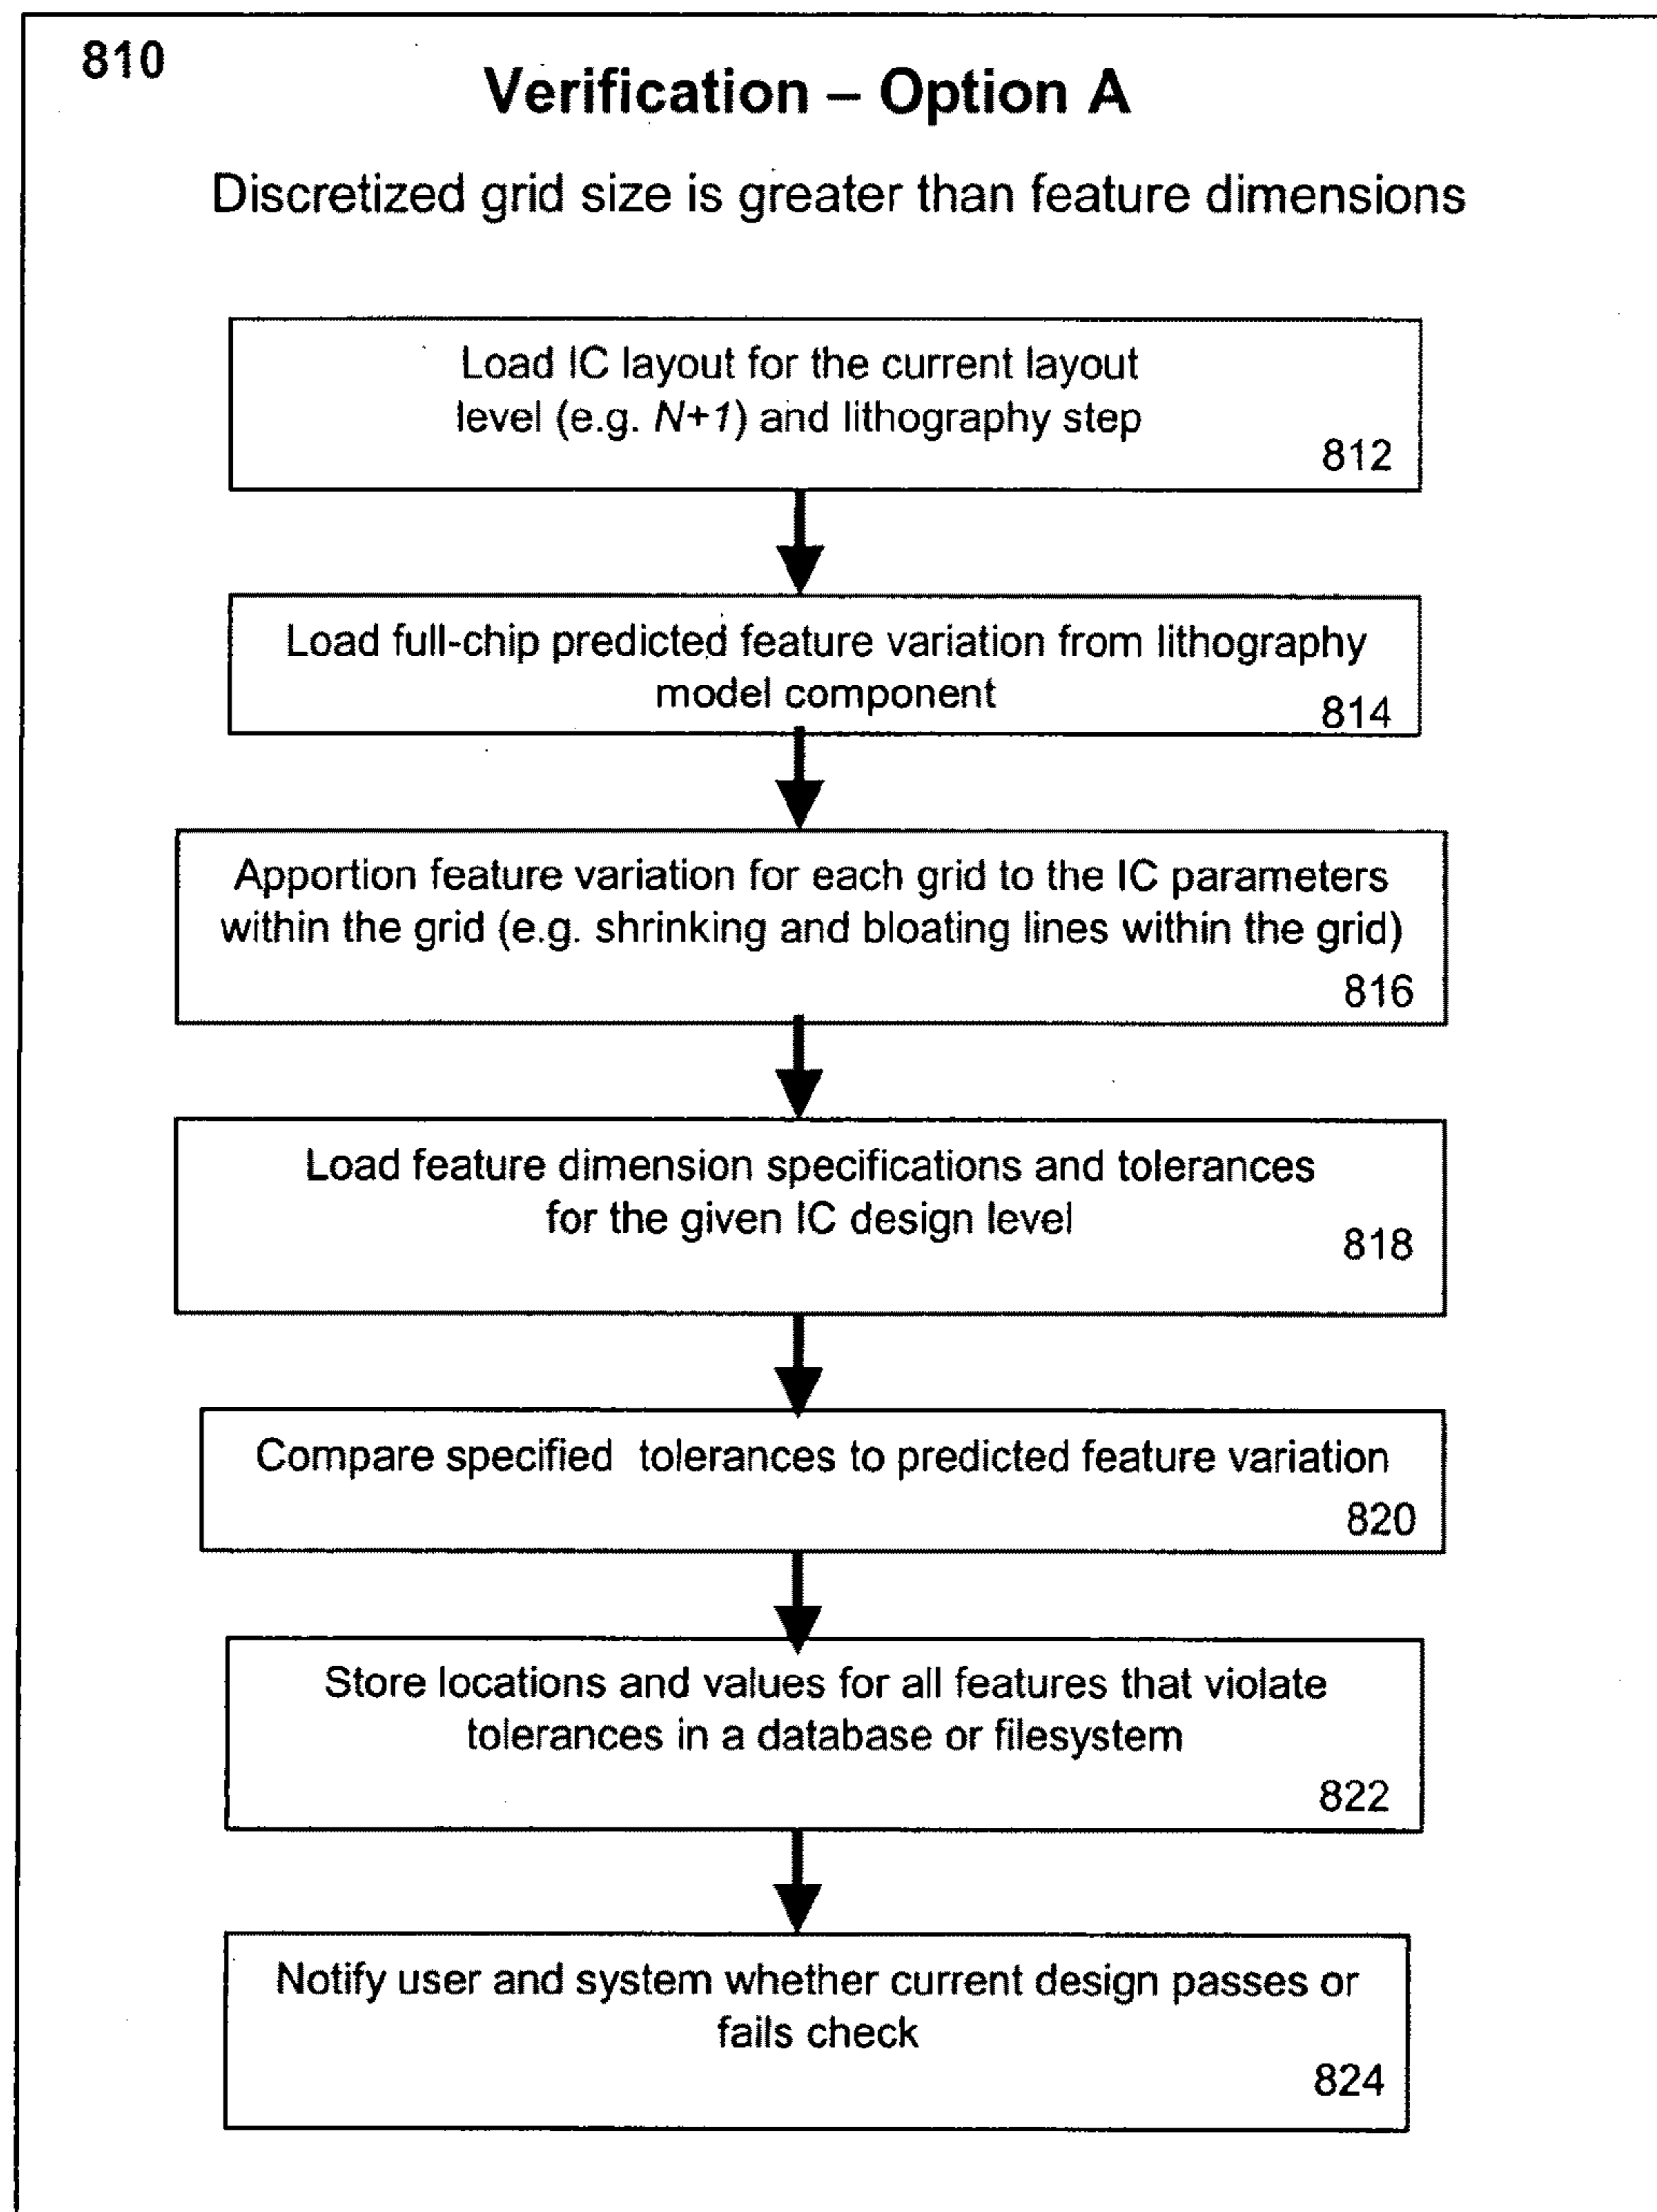 810
Verification – Option A
Discretized grid size is greater than feature dimensions
Load IC layout for the current layout
level (e.g. N+1) and lithography step
812
Load full-chip predicted feature variation from lithography
model component
814
Apportion feature variation for each grid to the IC parameters
within the grid (e.g. shrinking and bloating lines within the grid)
816
Load feature dimension specifications and tolerances
for the given IC design level
818
Compare specified tolerances to predicted feature variation
820
Store locations and values for all features that violate
tolerances in a database or filesystem
822
Notify user and system whether current design passes or
fails check
824